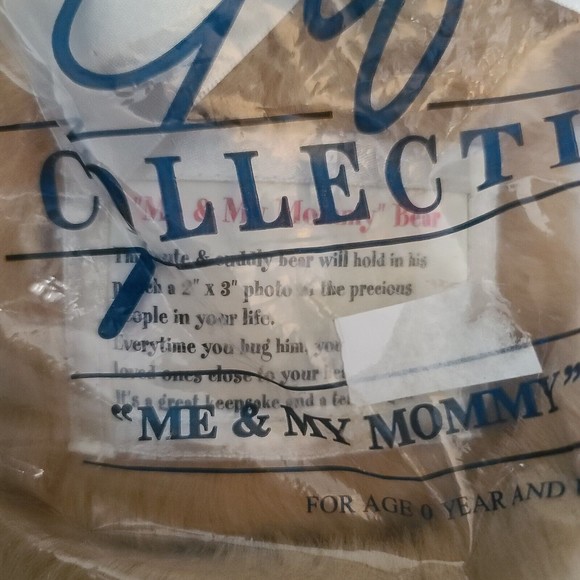 COLLECTI
"Me & My Mommy" Bear
This cute & cuddly bear will hold in his
pouch a 2" x 3" photo of the precious
people in your life.
Everytime you hug him, you
loved ones close to your
It's a great keepsake and a
"ME & MY MOMMY"
FOR AGE 0 YEAR AND